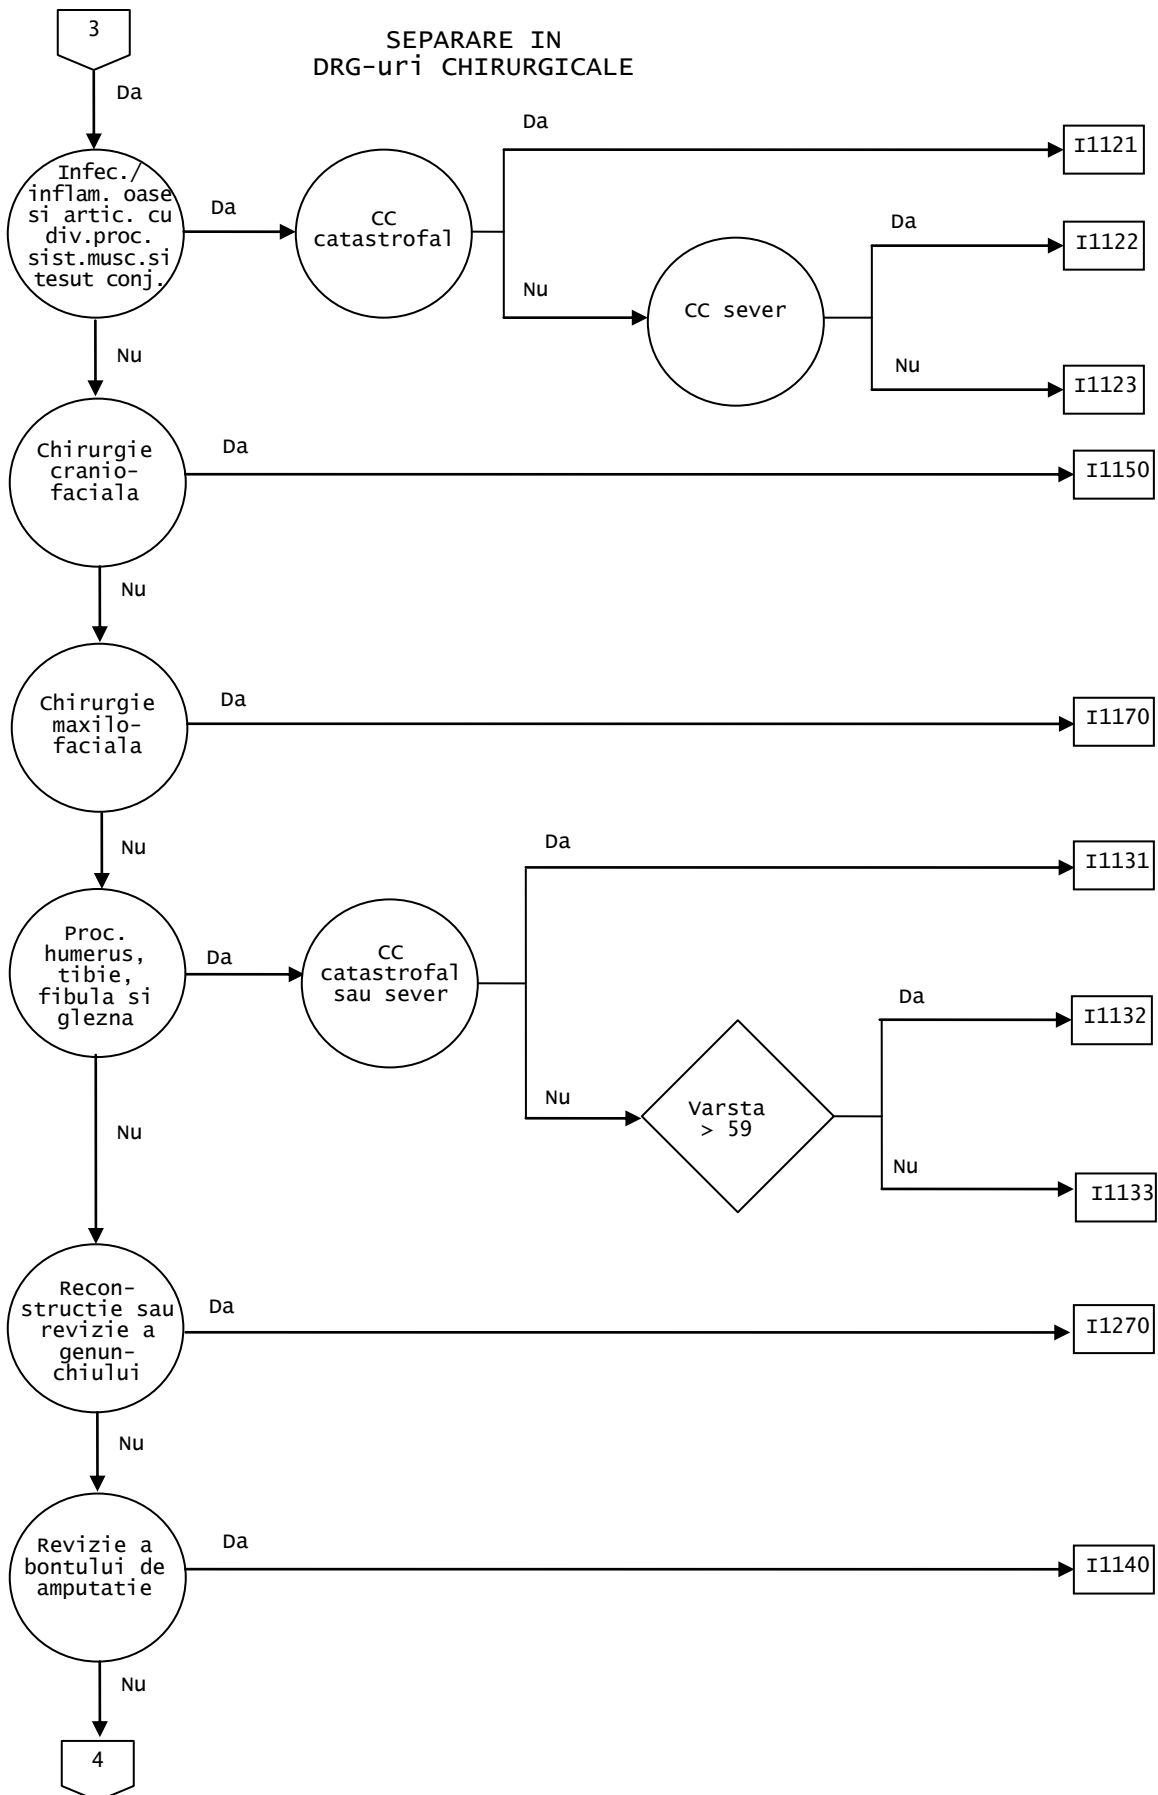 3
SEPARARE IN
DRG-uri CHIRURGICALE
Da
Infec./
inflam. oase
si artic. cu
div.proc.
sist.musc.si
tesut conj.
Da
CC
catastrofal
Da
I1121
Nu
CC sever
Da
I1122
Nu
I1123
Nu
Chirurgie
cranio-
faciala
Da
I1150
Nu
Chirurgie
maxilo-
faciala
Da
I1170
Nu
Proc.
humerus,
tibie,
fibula si
glezna
Da
CC
catastrofal
sau sever
Da
I1131
Nu
Varsta
> 59
Da
I1132
Nu
I1133
Nu
Recon-
structie sau
revizie a
genun-
chiului
Da
I1270
Nu
Revizie a
bontului de
amputatie
Da
I1140
Nu
4